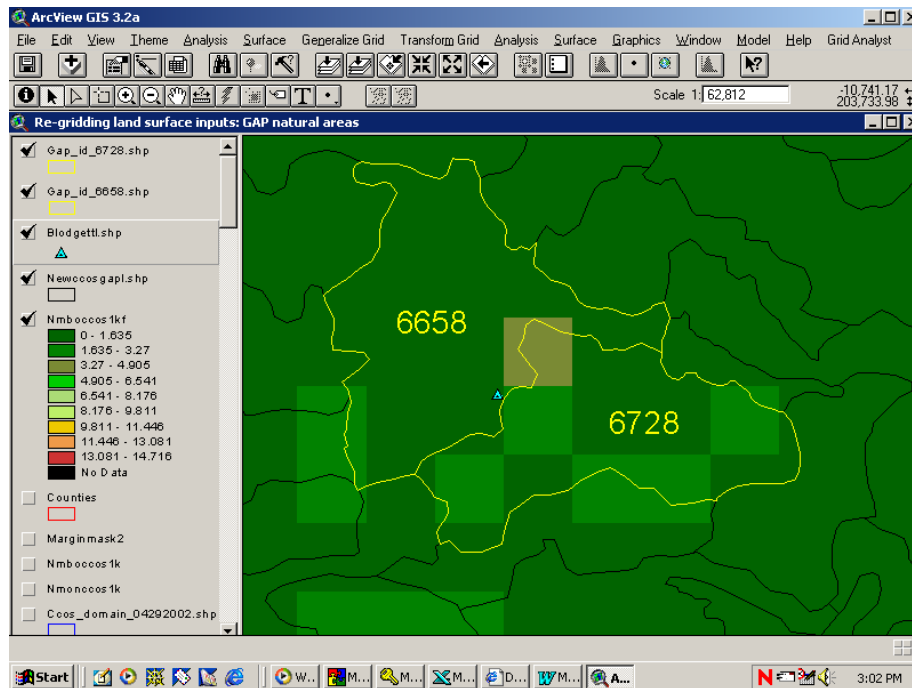 ArcView GIS 3.2a
File Edit View Theme Analysis Surface Generalize Grid Transform Grid Analysis Surface Graphics Window Model Help Grid Analyst
Scale 1: 62,812
-10,741.17
203,733.98
Re-gridding land surface inputs: GAP natural areas
Gap_id_6728.shp
Gap_id_6658.shp
Blodgettl.shp
Newccosgapl.shp
Nmboccos1kf
0 - 1.635
1.635 - 3.27
3.27 - 4.905
4.905 - 6.541
6.541 - 8.176
8.176 - 9.811
9.811 - 11.446
11.446 - 13.081
13.081 - 14.716
No Data
Counties
Marginmask2
Nmboccos1k
Nmonccos1k
Ccos_domain_04292002.shp
6658
6728
Start W... M... M... M... D... M... A... N 3:02 PM